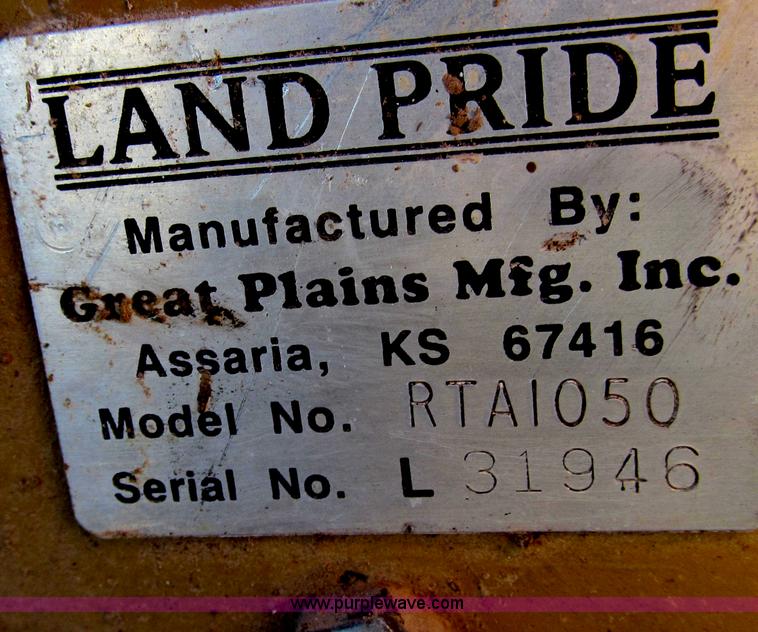 LAND PRIDE
Manufactured By:
Great Plains Mfg. Inc.
Assaria, KS 67416
Model No. RTA1050
Serial No. L 31946
www.purplewave.com